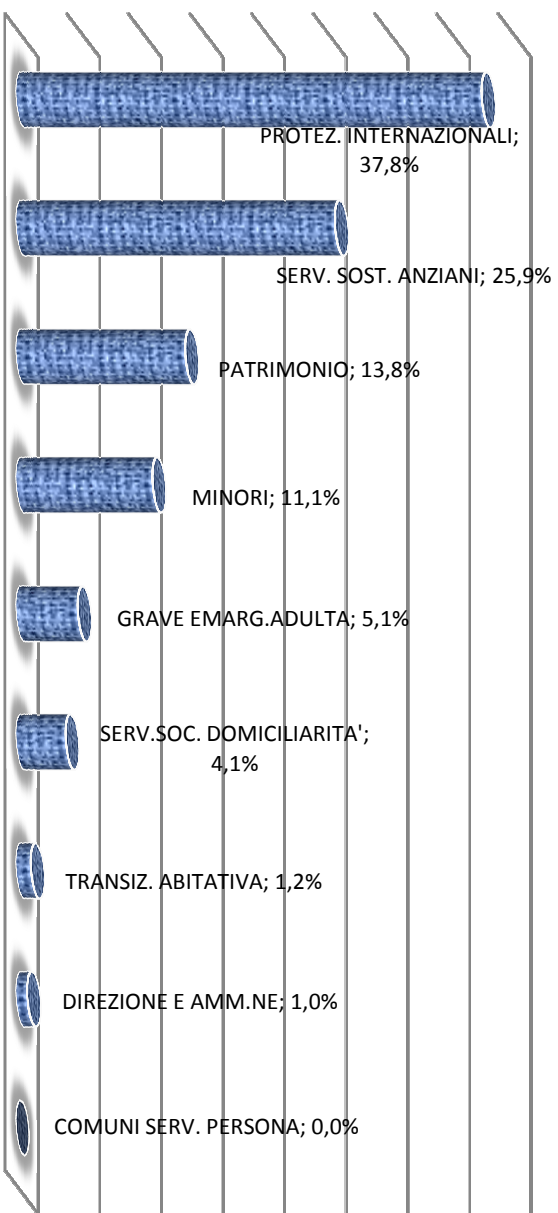 PROTEZ. INTERNAZIONALI;
37,8%
SERV. SOST. ANZIANI; 25,9%
PATRIMONIO; 13,8%
MINORI; 11,1%
GRAVE EMARG.ADULTA; 5,1%
SERV.SOC. DOMICILIARITA';
4,1%
TRANSIZ. ABITATIVA; 1,2%
DIREZIONE E AMM.NE; 1,0%
COMUNI SERV. PERSONA; 0,0%